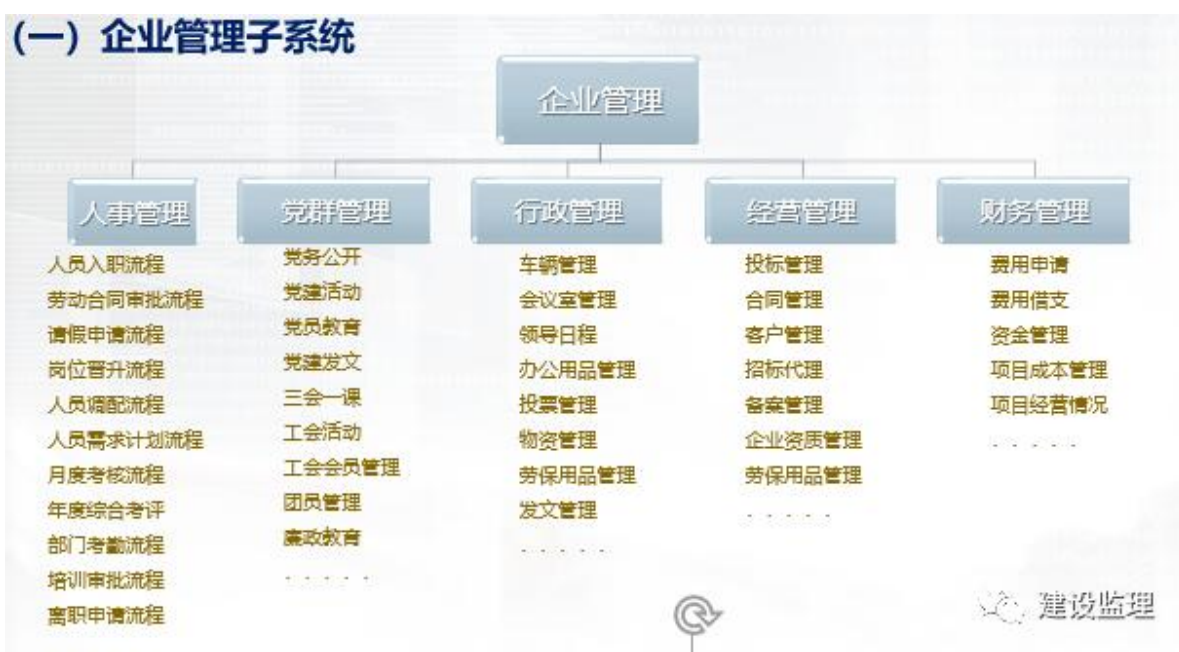 （一）企业管理子系统
企业管理
人事管理
人员入职流程
劳动合同审批流程
请假申请流程
岗位晋升流程
人员调配流程
人员需求计划流程
月度考核流程
年度综合考评
部门考勤流程
培训审批流程
离职申请流程
党群管理
党务公开
党建活动
党员教育
党建发文
三会一课
工会活动
工会会员管理
团员管理
廉政教育
. . . . .
行政管理
车辆管理
会议室管理
领导日程
办公用品管理
投票管理
物资管理
劳保用品管理
发文管理
. . . . .
经营管理
投标管理
合同管理
客户管理
招标代理
备案管理
企业资质管理
劳保用品管理
. . . . .
财务管理
费用申请
费用借支
资金管理
项目成本管理
项目经营情况
. . . . .
建设监理